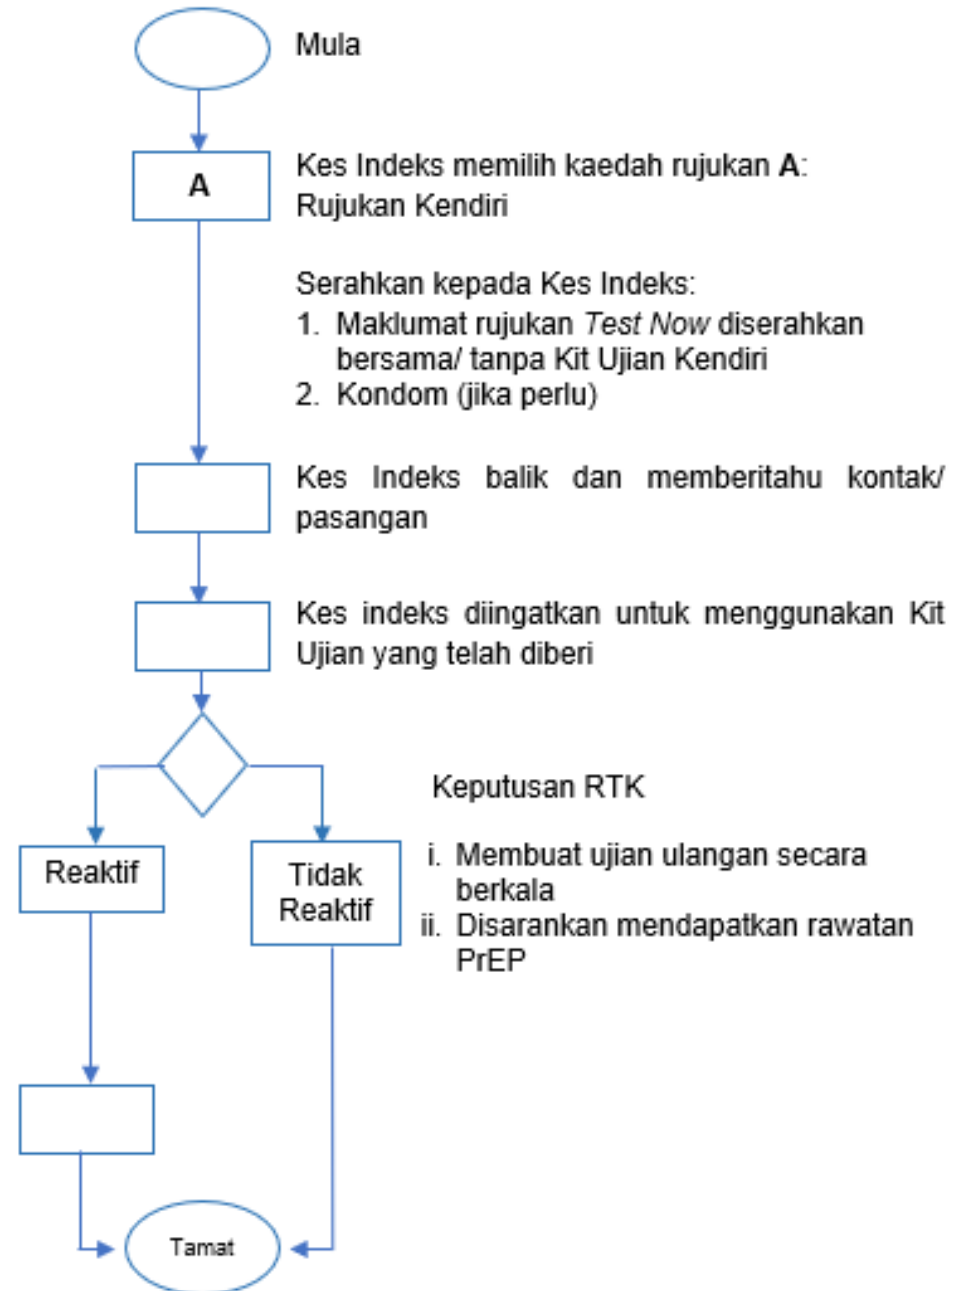 Mula
A
Kes Indeks memilih kaedah rujukan A:
Rujukan Kendiri
Serahkan kepada Kes Indeks:
1. Maklumat rujukan Test Now diserahkan
bersama/ tanpa Kit Ujian Kendiri
2. Kondom (jika perlu)
Kes Indeks balik dan memberitahu kontak/
pasangan
Kes indeks diingatkan untuk menggunakan Kit
Ujian yang telah diberi
Keputusan RTK
Reaktif
Tidak
Reaktif
i. Membuat ujian ulangan secara
berkala
ii. Disarankan mendapatkan rawatan
PrEP
Tamat